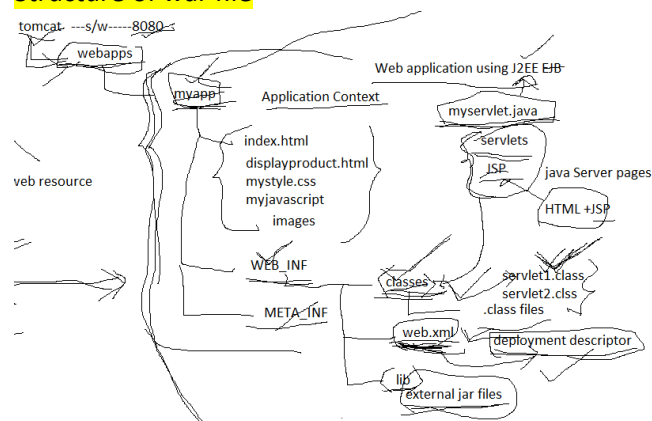 Structure of war file
tomcat ---s/w-----8080
webapps
Web application using J2EE EJB
myapp
Application Context
myservlet.java
index.html
servlets
displayproduct.html
JSP
java Server pages
web resource
mystyle.css
myjavascript
HTML +JSP
images
WEB_INF
classes
servlet1.class
servlet2.clss
.class files
META_INF
web.xml
deployment descriptor
lib
external jar files